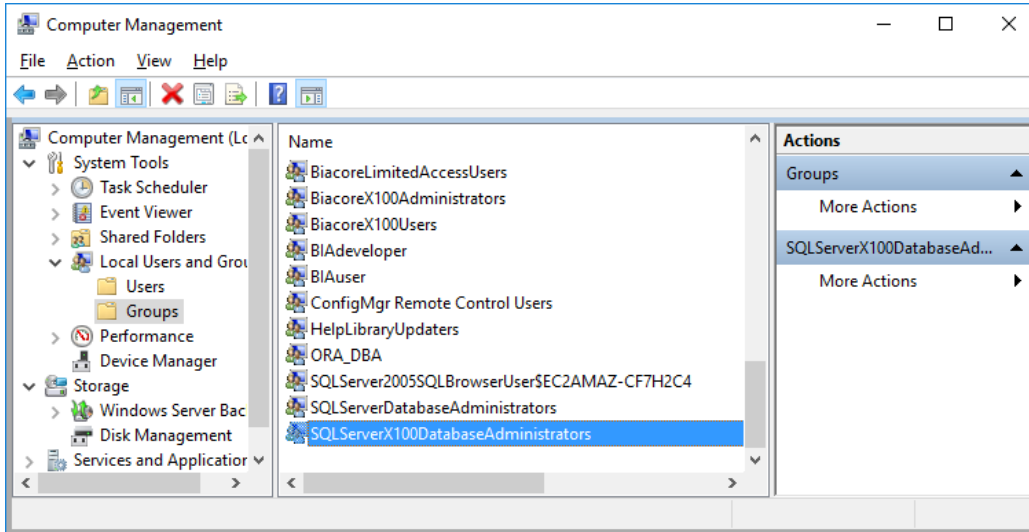 Computer Management
File Action View Help
Computer Management (Lc
System Tools
Task Scheduler
Event Viewer
Shared Folders
Local Users and Grou
Users
Groups
Performance
Device Manager
Storage
Windows Server Bac
Disk Management
Services and Application
Name
BiacoreLimitedAccessUsers
BiacoreX100Administrators
BiacoreX100Users
BIAdeveloper
BIAuser
ConfigMgr Remote Control Users
HelpLibraryUpdaters
ORA_DBA
SQLServer2005SQLBrowserUser$EC2AMAZ-CF7H2C4
SQLServerDatabaseAdministrators
SQLServerX100DatabaseAdministrators
Actions
Groups
More Actions
SQLServerX100DatabaseAd...
More Actions